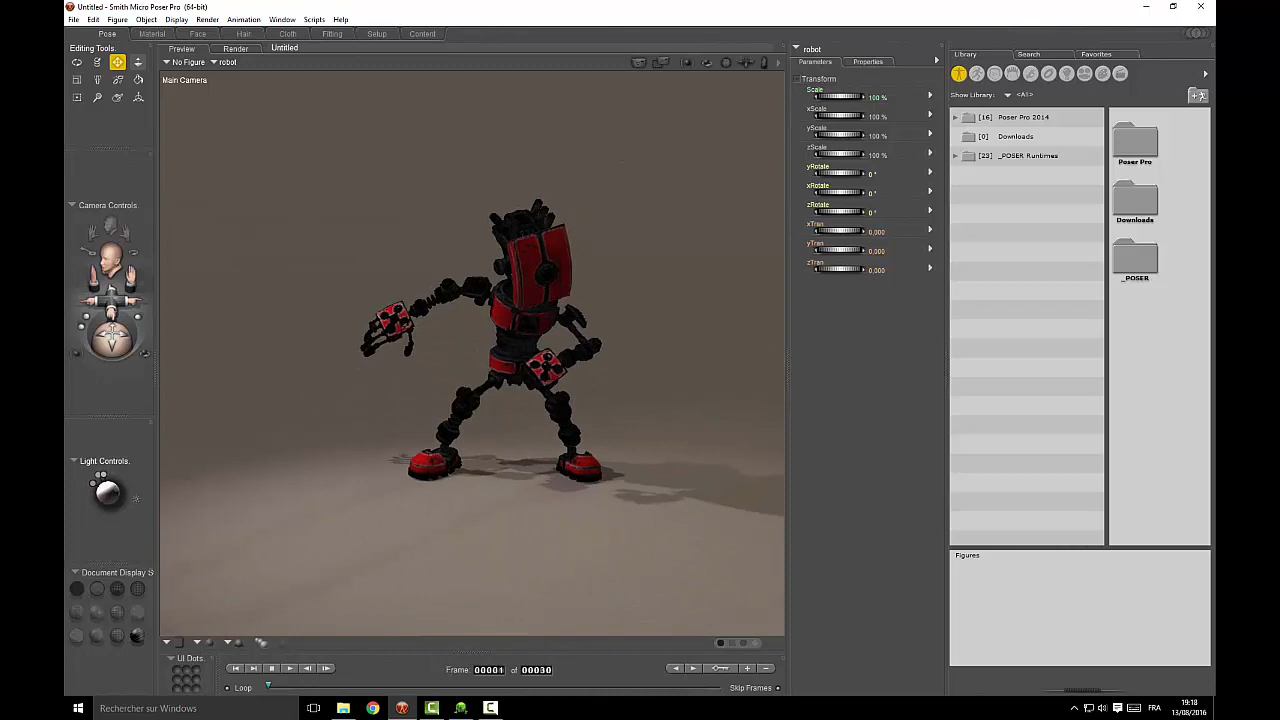 Untitled - Smith Micro Poser Pro (64-bit)
File Edit Figure Object Display Render Animation Window Scripts Help
Pose Material Face Hair Cloth Fitting Setup Content
Editing Tools.
Preview Render Untitled
No Figure robot
Main Camera
Camera Controls
Light Controls.
Document Display S
UI Dots.
Frame: 00001 of 00030
Loop
Skip Frames
robot
Parameters Properties
Transform
Scale
100 %
xScale
100 %
yScale
100 %
zScale
100 %
yRotate
0 °
xRotate
0 °
zRotate
0 °
xTran
0,000
yTran
0,000
zTran
0,000
Library Search Favorites
Show Library: <All>
[16] Poser Pro 2014
[0] Downloads
[23] _POSER Runtimes
Poser Pro
Downloads
_POSER
Figures
Rechercher sur Windows
FRA
19:18
13/08/2016